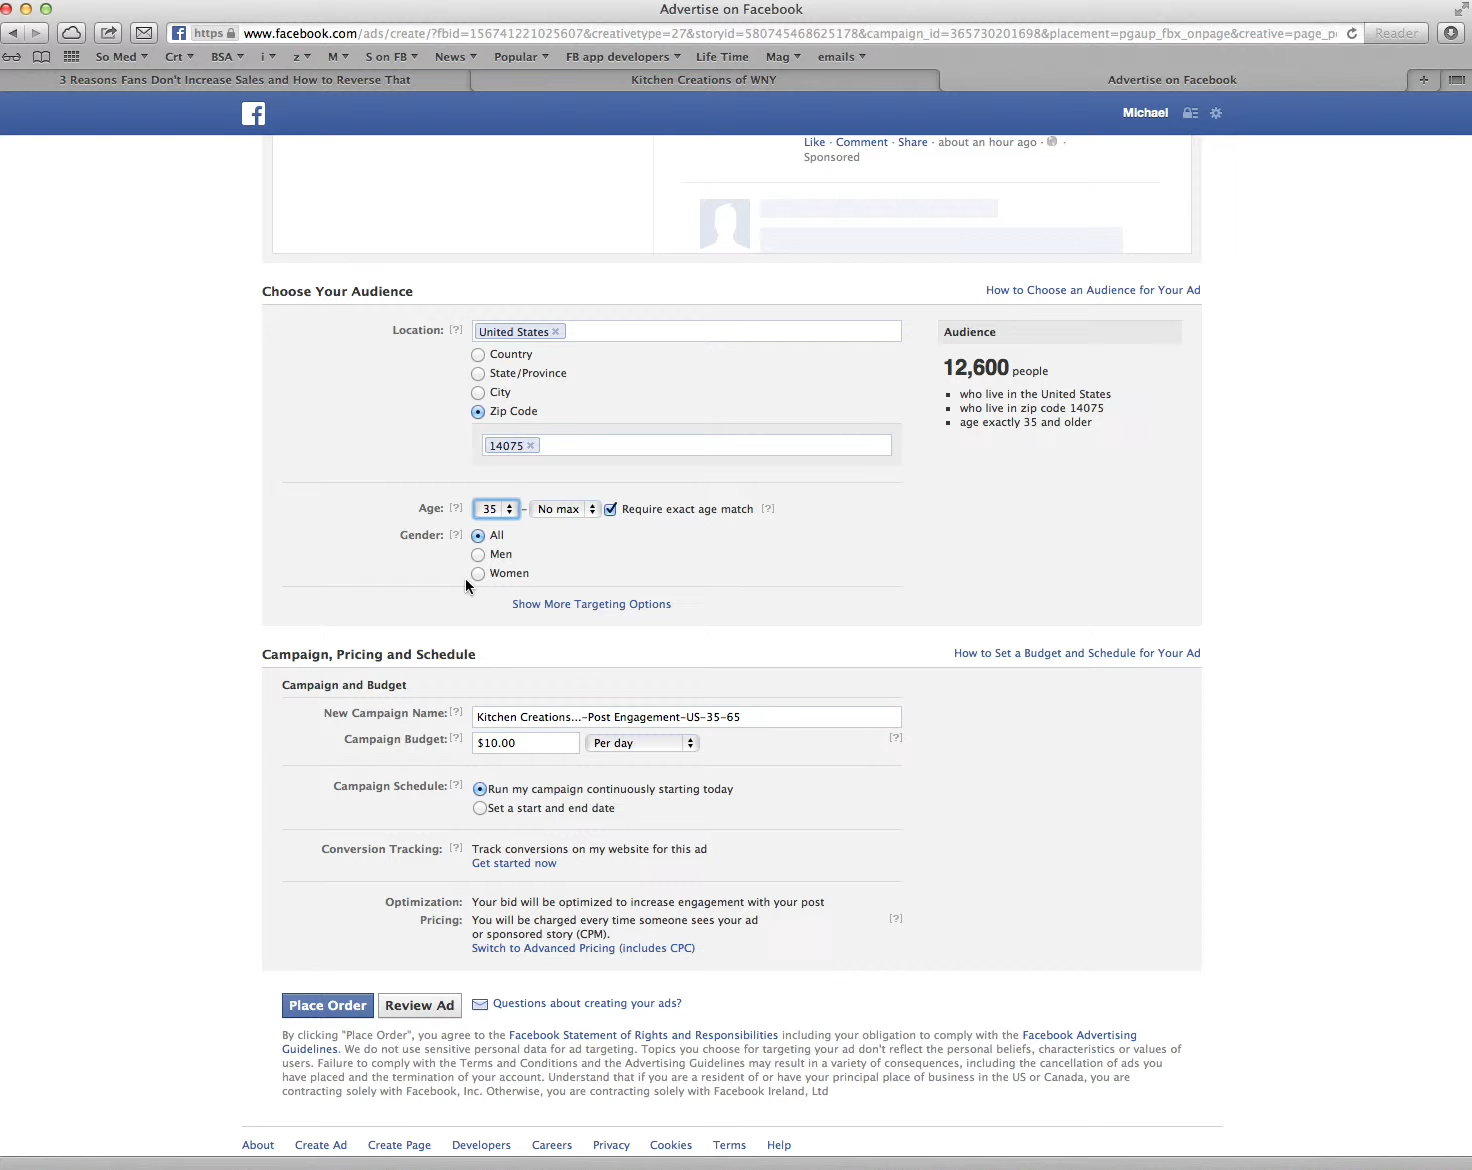 Advertise on Facebook
https www.facebook.com/ads/create/?fbid=156741221025607&creativetype=27&storyid=580745468625178&campaign_id=365730201698&placement=pgaup_fbx_onpage&creative=page_p
Reader
So Med Crt BSA i z M S on FB News Popular FB app developers Life Time Mag emails
3 Reasons Fans Don't Increase Sales and How to Reverse That Kitchen Creations of WNY Advertise on Facebook +
f Michael
Like · Comment · Share · about an hour ago ·
Sponsored
Choose Your Audience How to Choose an Audience for Your Ad
Location: [?] United States ×
Country
State/Province
City
Zip Code
14075 ×
Audience
12,600 people
who live in the United States
who live in zip code 14075
age exactly 35 and older
Age: [?] 35 – No max Require exact age match [?]
Gender: [?] All
Men
Women
Show More Targeting Options
Campaign, Pricing and Schedule How to Set a Budget and Schedule for Your Ad
Campaign and Budget
New Campaign Name: [?] Kitchen Creations...-Post Engagement-US-35-65
Campaign Budget: [?] $10.00 Per day [?]
Campaign Schedule: [?] Run my campaign continuously starting today
Set a start and end date
Conversion Tracking: [?] Track conversions on my website for this ad
Get started now
Optimization: Your bid will be optimized to increase engagement with your post
Pricing: You will be charged every time someone sees your ad [?]
or sponsored story (CPM).
Switch to Advanced Pricing (includes CPC)
Place Order Review Ad Questions about creating your ads?
By clicking "Place Order", you agree to the Facebook Statement of Rights and Responsibilities including your obligation to comply with the Facebook Advertising
Guidelines. We do not use sensitive personal data for ad targeting. Topics you choose for targeting your ad don't reflect the personal beliefs, characteristics or values of
users. Failure to comply with the Terms and Conditions and the Advertising Guidelines may result in a variety of consequences, including the cancellation of ads you
have placed and the termination of your account. Understand that if you are a resident of or have your principal place of business in the US or Canada, you are
contracting solely with Facebook, Inc. Otherwise, you are contracting solely with Facebook Ireland, Ltd
About Create Ad Create Page Developers Careers Privacy Cookies Terms Help